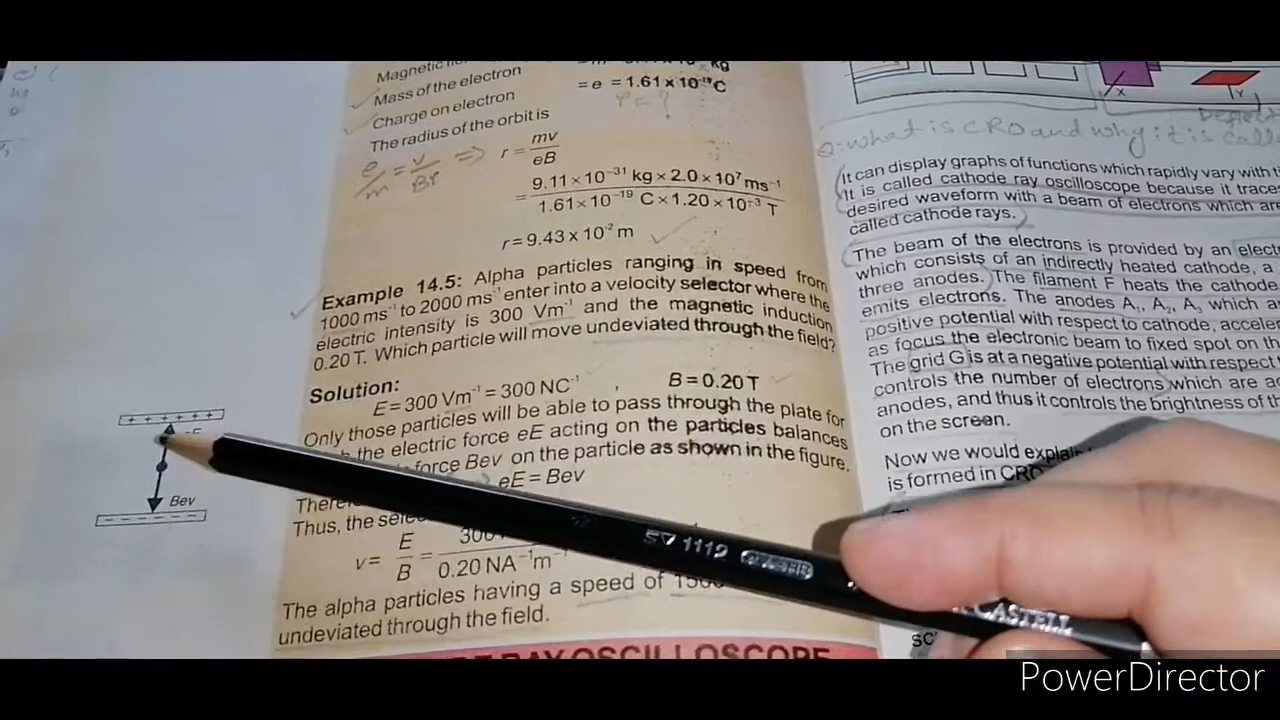 Mass of the electron
Charge on electron
= e = 1.61 x 10⁻¹⁹ C
r = ?
The radius of the orbit is
e/m = v/Br ⇒ r = mv/eB
= 9.11 × 10⁻³¹ kg × 2.0 × 10⁷ ms⁻¹ / 1.61 × 10⁻¹⁹ C × 1.20 × 10⁻³ T
r = 9.43 x 10⁻² m
Example 14.5: Alpha particles ranging in speed from
1000 ms⁻¹ to 2000 ms⁻¹ enter into a velocity selector where the
electric intensity is 300 Vm⁻¹ and the magnetic induction
0.20 T. Which particle will move undeviated through the field?
Solution:
E = 300 Vm⁻¹ = 300 NC⁻¹ , B = 0.20 T
Only those particles will be able to pass through the plate for
the electric force eE acting on the particles balances
force Bev on the particle as shown in the figure.
eE = Bev
Thus, the
v = E/B = 300 / 0.20 NA⁻¹m⁻¹
The alpha particles having a speed of
undeviated through the field.
+ + + + + +
Bev
OSCILLOSCOPE
X
Y
Q: what is CRO and why it is
It can display graphs of functions which rapidly vary with
It is called cathode ray oscilloscope because it
desired waveform with a beam of electrons which
called cathode rays.
The beam of the electrons is provided by an
which consists of an indirectly heated cathode, a
three anodes. The filament F heats the
emits electrons. The anodes A₁, A₂, A₃ which
positive potential with respect to cathode,
as focus the electronic beam to fixed spot on
The grid G is at a negative potential with respect
controls the number of electrons which are
anodes, and thus it controls the brightness of
on the screen.
Now we would
is formed in CRO
SV 1112
PowerDirector